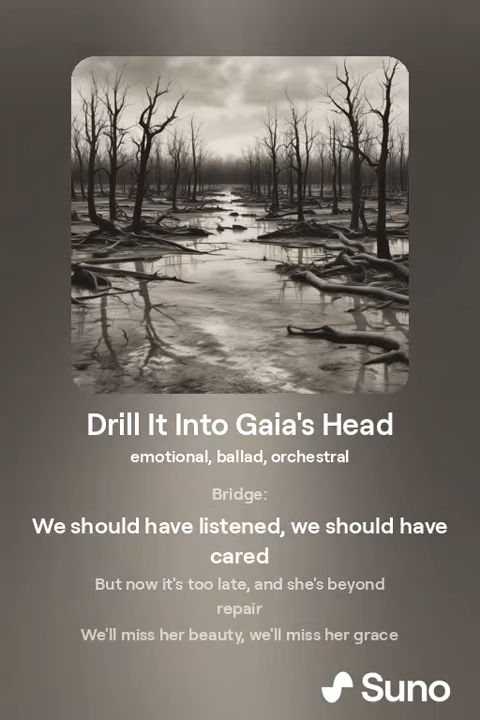 Drill It Into Gaia's Head
emotional, ballad, orchestral
Bridge:
We should have listened, we should have
cared
But now it's too late, and she's beyond
repair
We'll miss her beauty, we'll miss her grace
Suno